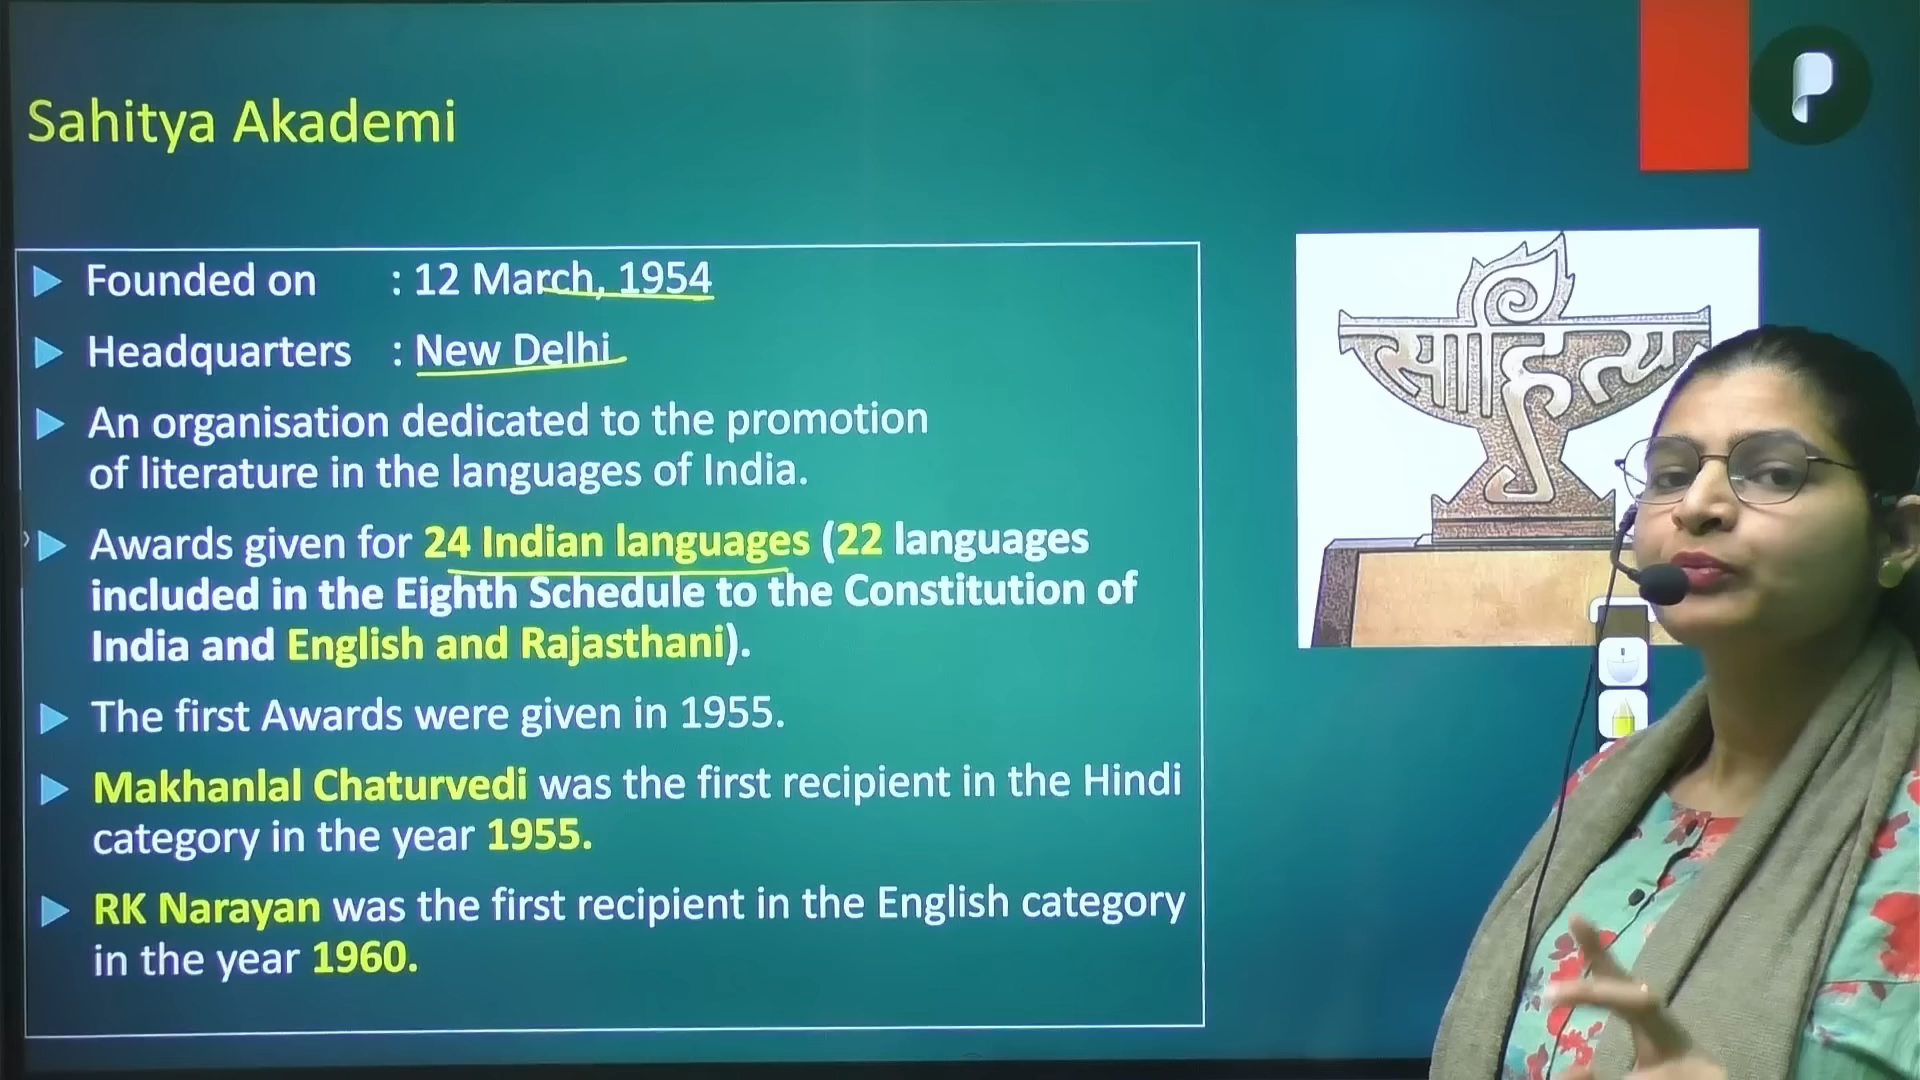 Sahitya Akademi
Founded on : 12 March, 1954
Headquarters : New Delhi
An organisation dedicated to the promotion
of literature in the languages of India.
Awards given for 24 Indian languages (22 languages
included in the Eighth Schedule to the Constitution of
India and English and Rajasthani).
The first Awards were given in 1955.
Makhanlal Chaturvedi was the first recipient in the Hindi
category in the year 1955.
RK Narayan was the first recipient in the English category
in the year 1960.
साहित्य
P